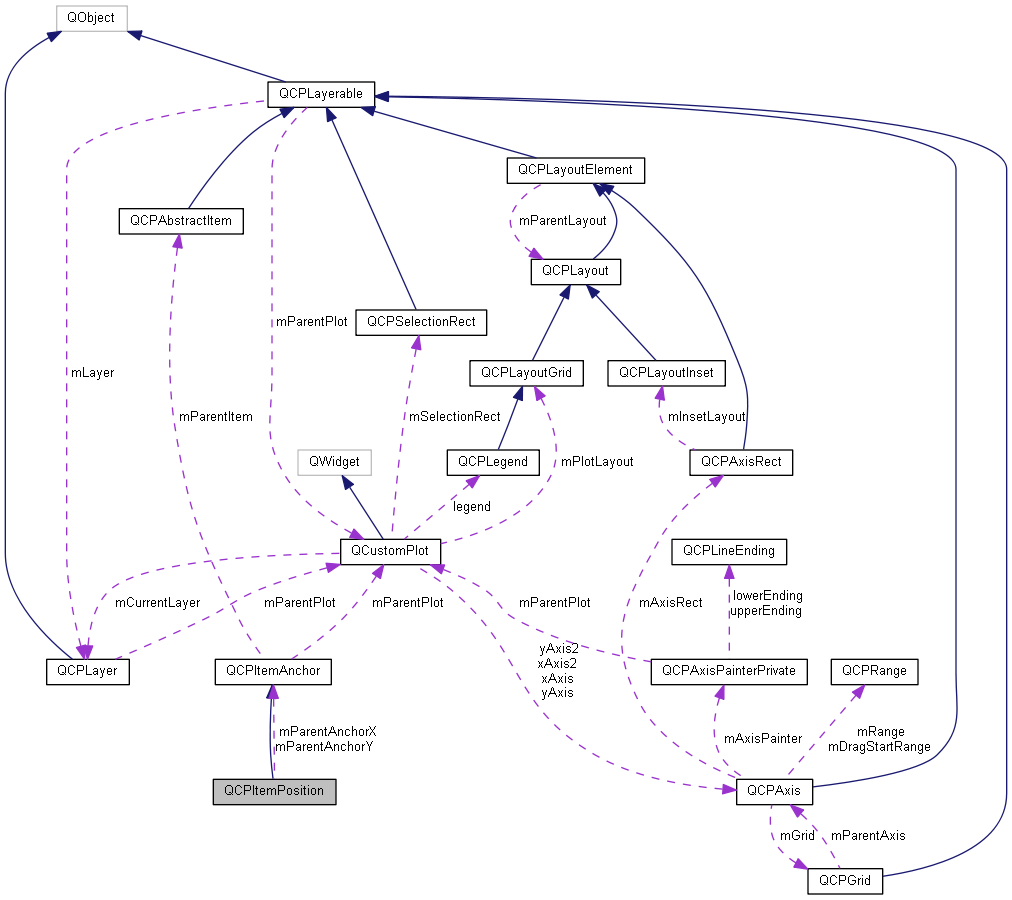 QObject
QCPLayerable
QCPLayoutElement
QCPAbstractItem
mParentLayout
QCPLayout
mParentPlot
QCPSelectionRect
mLayer
QCPLayoutGrid
QCPLayoutInset
mParentItem
mSelectionRect
mInsetLayout
QWidget
QCPLegend
mPlotLayout
QCPAxisRect
legend
QCustomPlot
QCPLineEnding
mCurrentLayer
mParentPlot
mParentPlot
mParentPlot
mAxisRect
lowerEnding
upperEnding
yAxis2
xAxis2
xAxis
yAxis
QCPLayer
QCPItemAnchor
QCPAxisPainterPrivate
QCPRange
mParentAnchorX
mParentAnchorY
mAxisPainter
mRange
mDragStartRange
QCPItemPosition
QCPAxis
mGrid
mParentAxis
QCPGrid